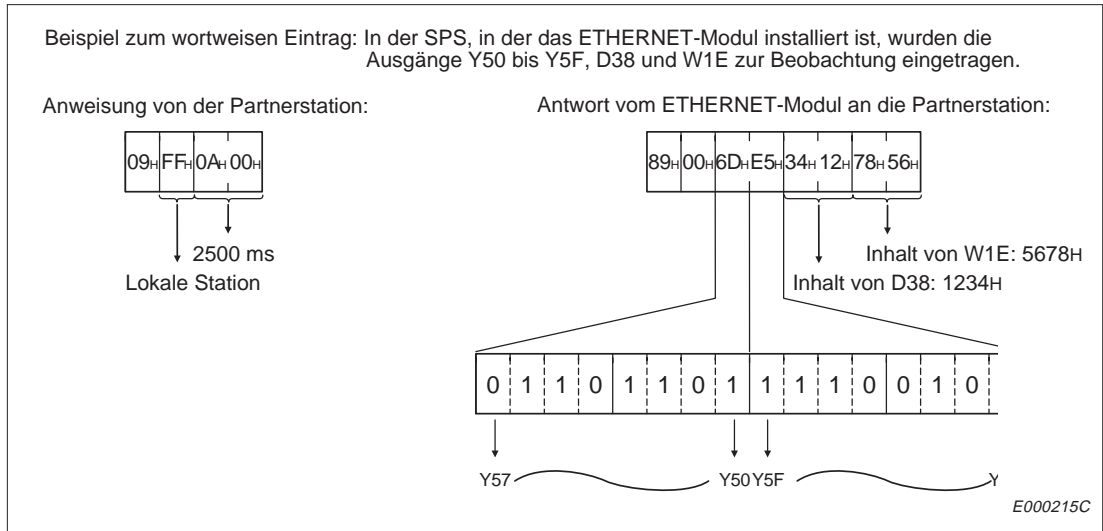 Beispiel zum wortweisen Eintrag: In der SPS, in der das ETHERNET-Modul installiert ist, wurden die
Ausgänge Y50 bis Y5F, D38 und W1E zur Beobachtung eingetragen.
Anweisung von der Partnerstation:
Antwort vom ETHERNET-Modul an die Partnerstation:
09H FFH 0AH 00H
89H 00H 6DH E5H 34H 12H 78H 56H
2500 ms
Inhalt von W1E: 5678H
Lokale Station
Inhalt von D38: 1234H
0 1 1 0 1 1 0 1 1 1 1 0 0 1 0
Y57 Y50 Y5F Y
E000215C